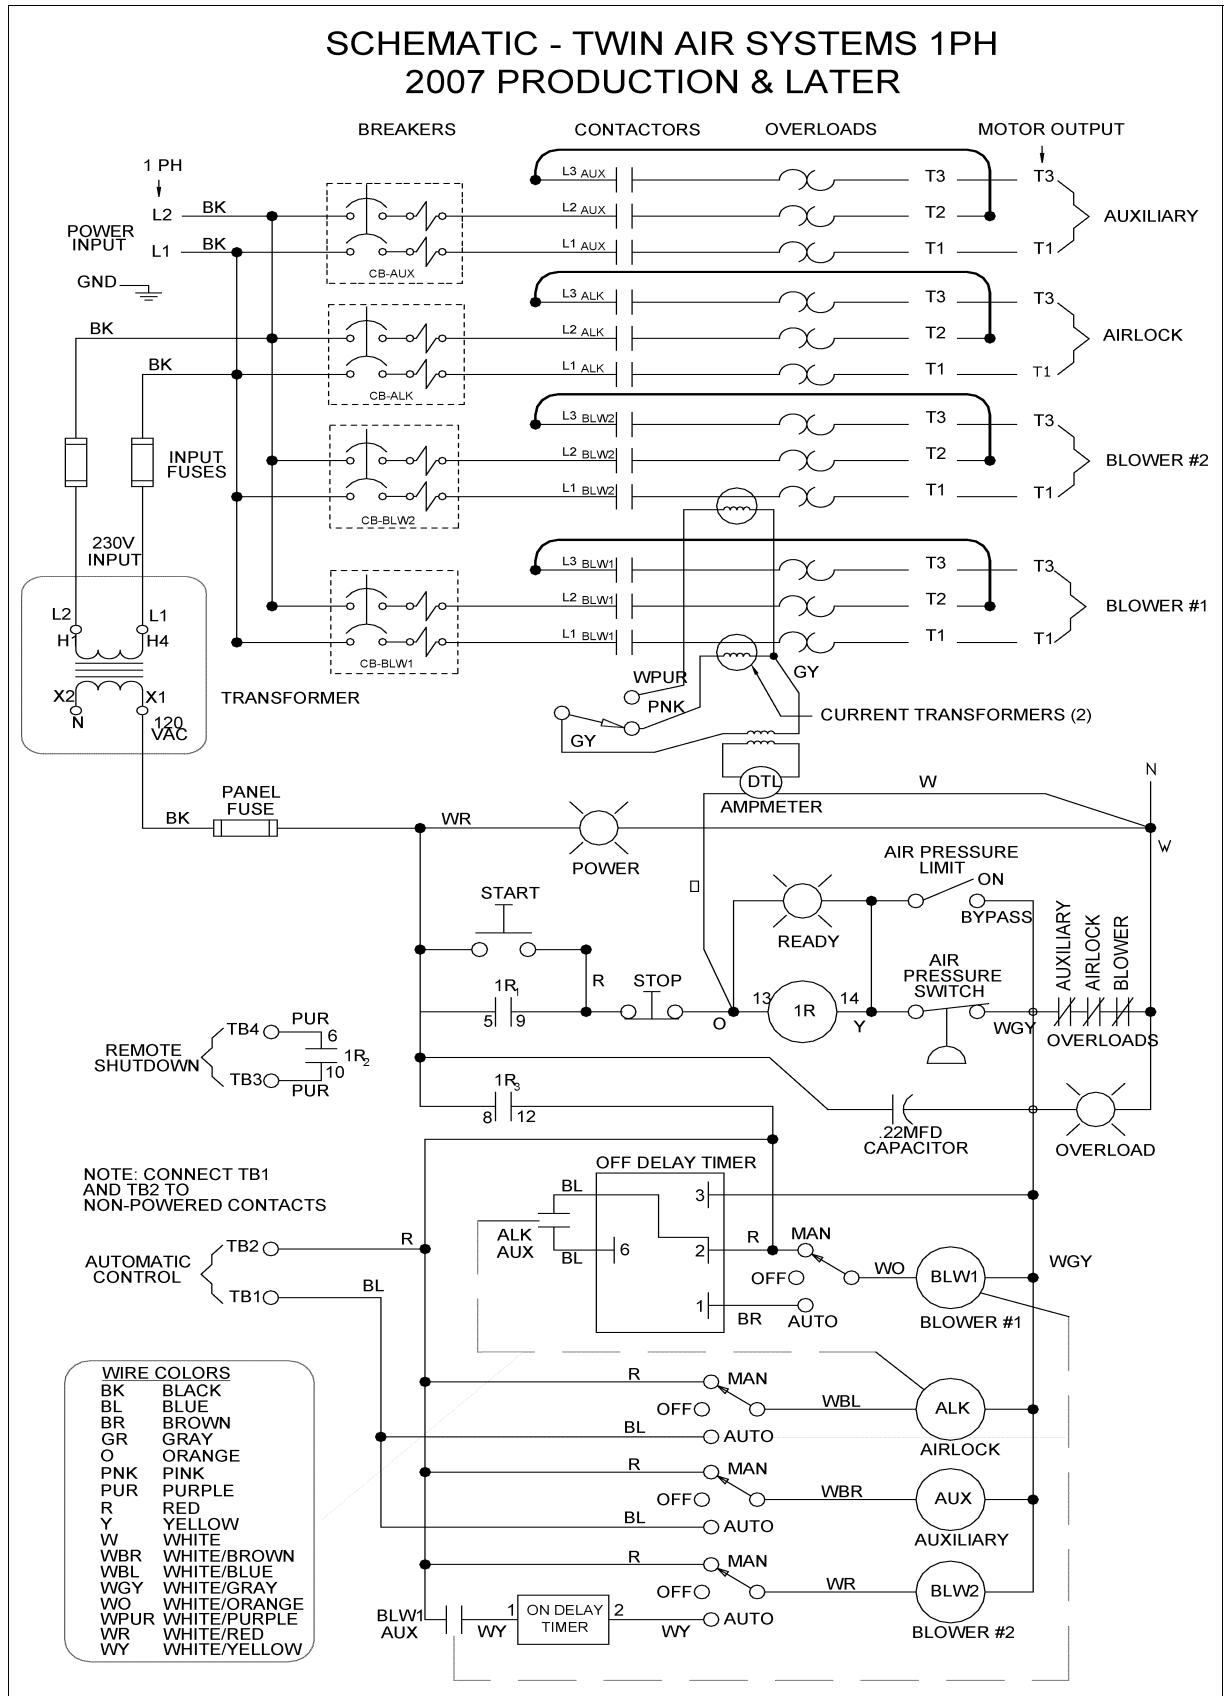 SCHEMATIC - TWIN AIR SYSTEMS 1PH
2007 PRODUCTION & LATER
BREAKERS
CONTACTORS
OVERLOADS
MOTOR OUTPUT
1 PH
POWER
INPUT
L2
BK
L1
BK
GND
CB-AUX
L3 AUX
T3
T3
L2 AUX
T2
L1 AUX
T1
T1
AUXILIARY
BK
BK
CB-ALK
L3 ALK
T3
T3
L2 ALK
T2
L1 ALK
T1
T1
AIRLOCK
INPUT
FUSES
CB-BLW2
L3 BLW2
T3
T3
L2 BLW2
T2
L1 BLW2
T1
T1
BLOWER #2
230V
INPUT
CB-BLW1
L3 BLW1
T3
T3
L2 BLW1
T2
L1 BLW1
T1
T1
BLOWER #1
L2
L1
H1
H4
X2
X1
N
120
VAC
TRANSFORMER
WPUR
PNK
GY
GY
CURRENT TRANSFORMERS (2)
DTL
AMPMETER
W
N
W
PANEL
FUSE
BK
WR
POWER
START
R
STOP
1R1
5
9
O
READY
13
1R
14
Y
AIR PRESSURE
LIMIT
ON
BYPASS
AIR
PRESSURE
SWITCH
WGY
AUXILIARY
AIRLOCK
BLOWER
OVERLOADS
REMOTE
SHUTDOWN
TB4
PUR
6
1R2
10
TB3
PUR
1R3
8
12
.22MFD
CAPACITOR
OVERLOAD
NOTE: CONNECT TB1
AND TB2 TO
NON-POWERED CONTACTS
AUTOMATIC
CONTROL
TB2
R
TB1
BL
OFF DELAY TIMER
BL
ALK
AUX
BL
3
6
2
1
R
MAN
OFF
BR
AUTO
WO
BLW1
BLOWER #1
WGY
R
MAN
OFF
WBL
BL
AUTO
ALK
AIRLOCK
R
MAN
OFF
WBR
BL
AUTO
AUX
AUXILIARY
R
MAN
OFF
WR
BLW2
BLOWER #2
BLW1
AUX
WY
1
ON DELAY
TIMER
2
WY
AUTO
WIRE COLORS
BK BLACK
BL BLUE
BR BROWN
GR GRAY
O ORANGE
PNK PINK
PUR PURPLE
R RED
Y YELLOW
W WHITE
WBR WHITE/BROWN
WBL WHITE/BLUE
WGY WHITE/GRAY
WO WHITE/ORANGE
WPUR WHITE/PURPLE
WR WHITE/RED
WY WHITE/YELLOW